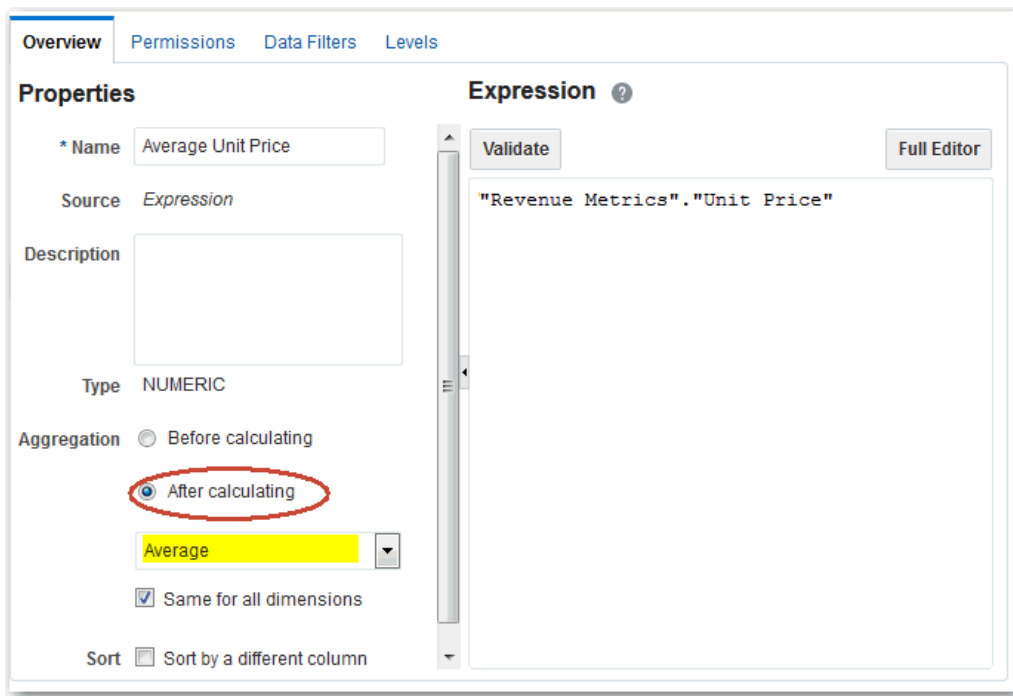 Overview Permissions Data Filters Levels
Properties
* Name Average Unit Price
Source Expression
Description
Type NUMERIC
Aggregation Before calculating
After calculating
Average
Same for all dimensions
Sort Sort by a different column
Expression ?
Validate Full Editor
"Revenue Metrics"."Unit Price"